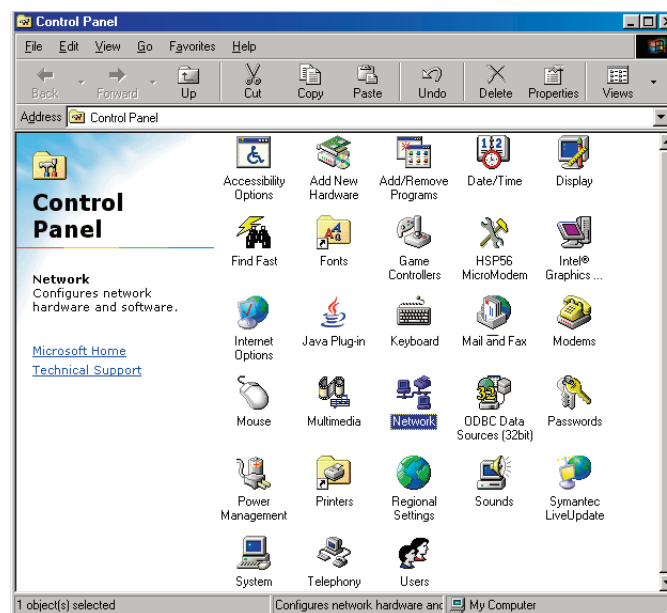 Control Panel
File Edit View Go Favorites Help
Back Forward Up Cut Copy Paste Undo Delete Properties Views
Address Control Panel
Control
Panel
Network
Configures network
hardware and software.
Microsoft Home
Technical Support
Accessibility Options
Add New Hardware
Add/Remove Programs
Date/Time
Display
Find Fast
Fonts
Game Controllers
HSP56 MicroModem
Intel® Graphics ...
Internet Options
Java Plug-in
Keyboard
Mail and Fax
Modems
Mouse
Multimedia
Network
ODBC Data Sources (32bit)
Passwords
Power Management
Printers
Regional Settings
Sounds
Symantec LiveUpdate
System
Telephony
Users
1 object(s) selected
Configures network hardware and
My Computer